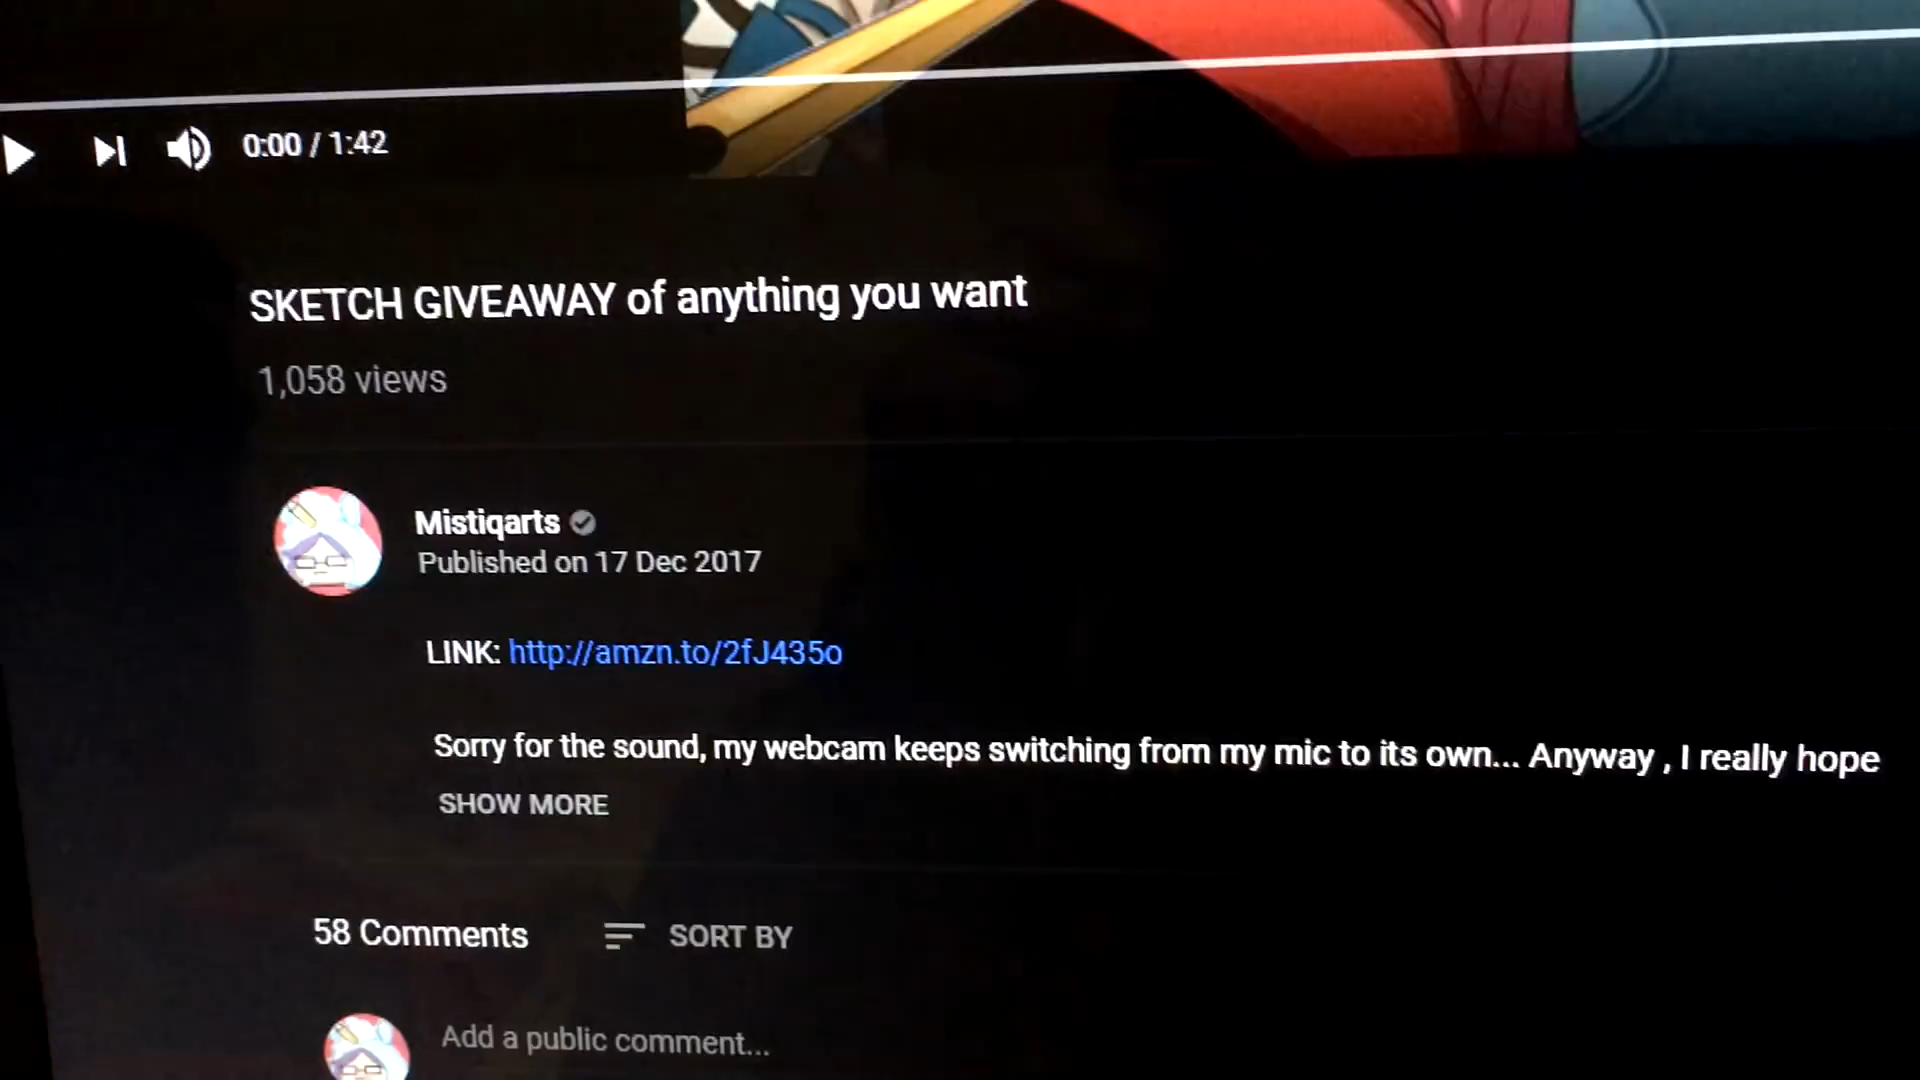 0:00 / 1:42
SKETCH GIVEAWAY of anything you want
1,058 views
Mistiqarts
Published on 17 Dec 2017
LINK: http://amzn.to/2fJ435o
Sorry for the sound, my webcam keeps switching from my mic to its own... Anyway , I really hope
SHOW MORE
58 Comments
SORT BY
Add a public comment...